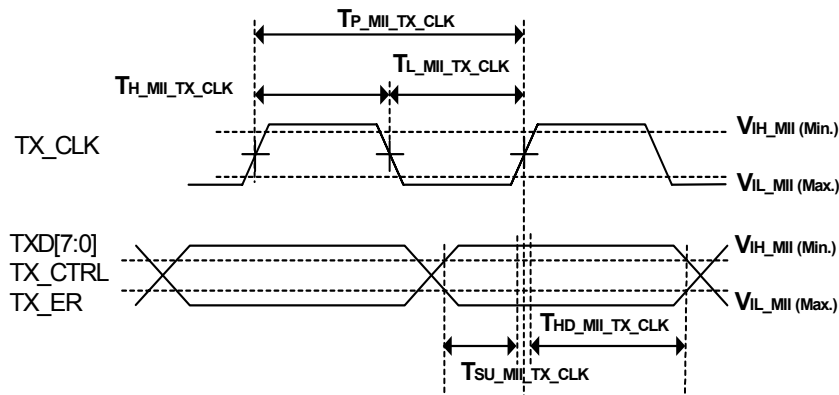 TP_MII_TX_CLK
TL_MII_TX_CLK
TH_MII_TX_CLK
VIH_MII (Min.)
TX_CLK
VIL_MII (Max.)
TXD[7:0]
VIH_MII (Min.)
TX_CTRL
TX_ER
VIL_MII (Max.)
THD_MII_TX_CLK
TSU_MII_TX_CLK